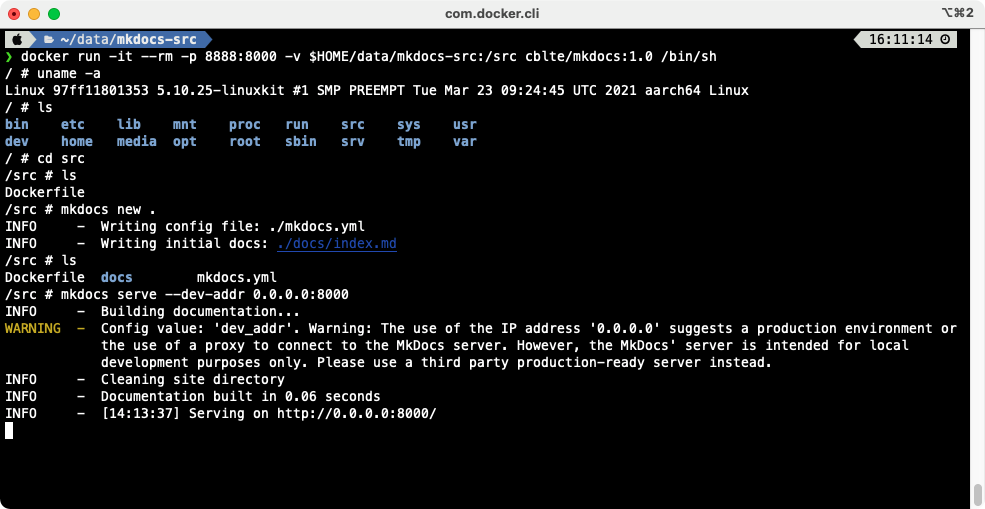 com.docker.cli
⌥⌘2
~/data/mkdocs-src
16:11:14
❯ docker run -it --rm -p 8888:8000 -v $HOME/data/mkdocs-src:/src cblte/mkdocs:1.0 /bin/sh
/ # uname -a
Linux 97ff11801353 5.10.25-linuxkit #1 SMP PREEMPT Tue Mar 23 09:24:45 UTC 2021 aarch64 Linux
/ # ls
bin    etc    lib    mnt    proc   run    src    sys    usr
dev    home   media  opt    root   sbin   srv    tmp    var
/ # cd src
/src # ls
Dockerfile
/src # mkdocs new .
INFO     -  Writing config file: ./mkdocs.yml
INFO     -  Writing initial docs: ./docs/index.md
/src # ls
Dockerfile  docs        mkdocs.yml
/src # mkdocs serve --dev-addr 0.0.0.0:8000
INFO     -  Building documentation...
WARNING  -  Config value: 'dev_addr'. Warning: The use of the IP address '0.0.0.0' suggests a production environment or
the use of a proxy to connect to the MkDocs server. However, the MkDocs' server is intended for local
development purposes only. Please use a third party production-ready server instead.
INFO     -  Cleaning site directory
INFO     -  Documentation built in 0.06 seconds
INFO     -  [14:13:37] Serving on http://0.0.0.0:8000/